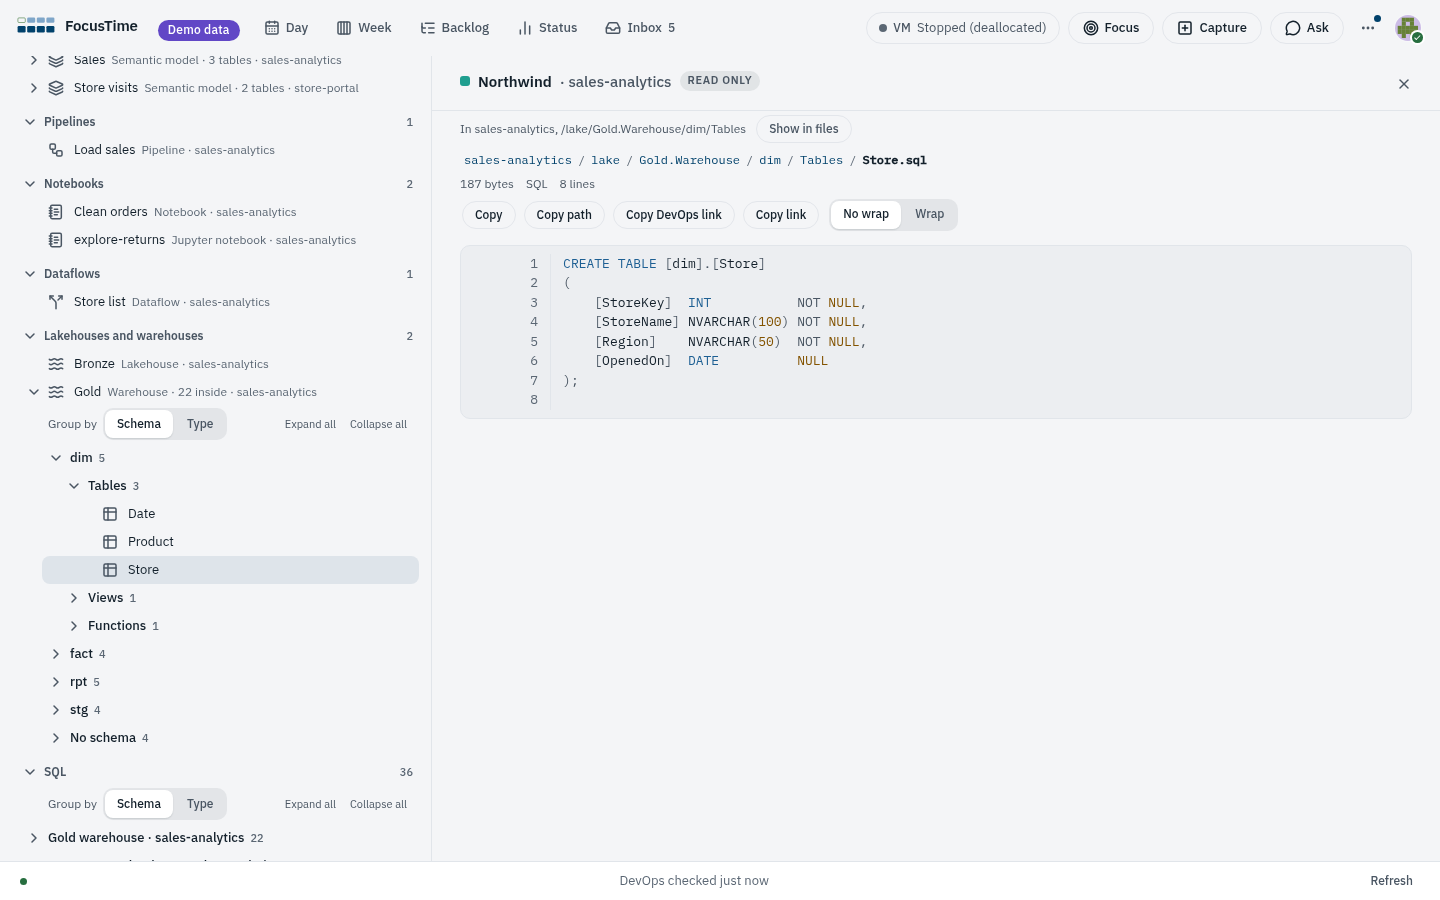 FocusTime
Demo data
Day
Week
Backlog
Status
Inbox 5
VM Stopped (deallocated)
Focus
Capture
Ask
Sales Semantic model · 3 tables · sales-analytics
Store visits Semantic model · 2 tables · store-portal
Pipelines 1
Load sales Pipeline · sales-analytics
Notebooks 2
Clean orders Notebook · sales-analytics
explore-returns Jupyter notebook · sales-analytics
Dataflows 1
Store list Dataflow · sales-analytics
Lakehouses and warehouses 2
Bronze Lakehouse · sales-analytics
Gold Warehouse · 22 inside · sales-analytics
Group by Schema Type Expand all Collapse all
dim 5
Tables 3
Date
Product
Store
Views 1
Functions 1
fact 4
rpt 5
stg 4
No schema 4
SQL 36
Group by Schema Type Expand all Collapse all
Gold warehouse · sales-analytics 22
Northwind · sales-analytics READ ONLY
In sales-analytics, /lake/Gold.Warehouse/dim/Tables Show in files
sales-analytics / lake / Gold.Warehouse / dim / Tables / Store.sql
187 bytes SQL 8 lines
Copy Copy path Copy DevOps link Copy link No wrap Wrap
1 CREATE TABLE [dim].[Store]
2 (
3 [StoreKey] INT NOT NULL,
4 [StoreName] NVARCHAR(100) NOT NULL,
5 [Region] NVARCHAR(50) NOT NULL,
6 [OpenedOn] DATE NULL
7 );
8
DevOps checked just now
Refresh